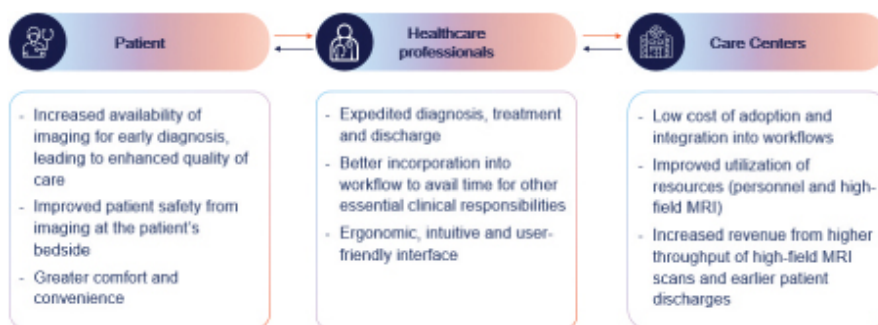 Patient
Healthcare
professionals
Care Centers
- Increased availability of
imaging for early diagnosis,
leading to enhanced quality of
care
- Improved patient safety from
imaging at the patient's
bedside
- Greater comfort and
convenience
- Expedited diagnosis, treatment
and discharge
- Better incorporation into
workflow to avail time for other
essential clinical responsibilities
- Ergonomic, intuitive and user-
friendly interface
- Low cost of adoption and
integration into workflows
- Improved utilization of
resources (personnel and high-
field MRI)
- Increased revenue from higher
throughput of high-field MRI
scans and earlier patient
discharges